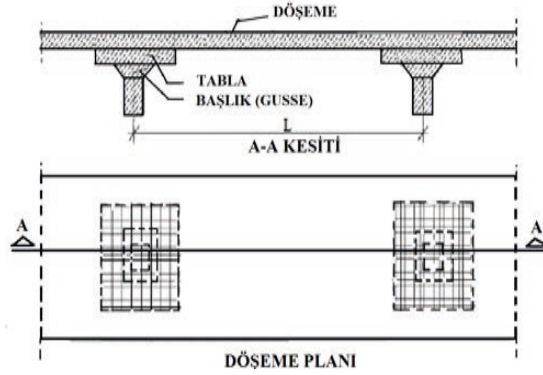 DÖŞEME
TABLA
BAŞLIK (GUSSE)
L
A-A KESİTİ
A
A
DÖŞEME PLANI